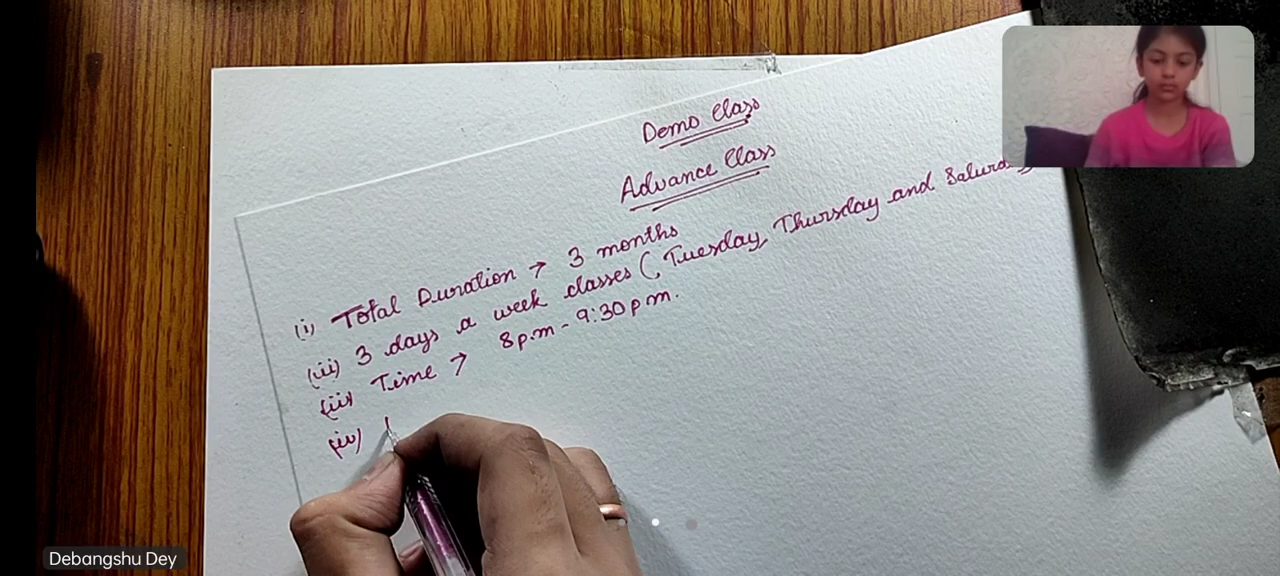 Demo Class
Advance Class
(i) Total Duration → 3 months
(ii) 3 days a week classes (Tuesday, Thursday and
(iii) Time → 8 p.m - 9:30 p m.
(iv)
Debangshu Dey